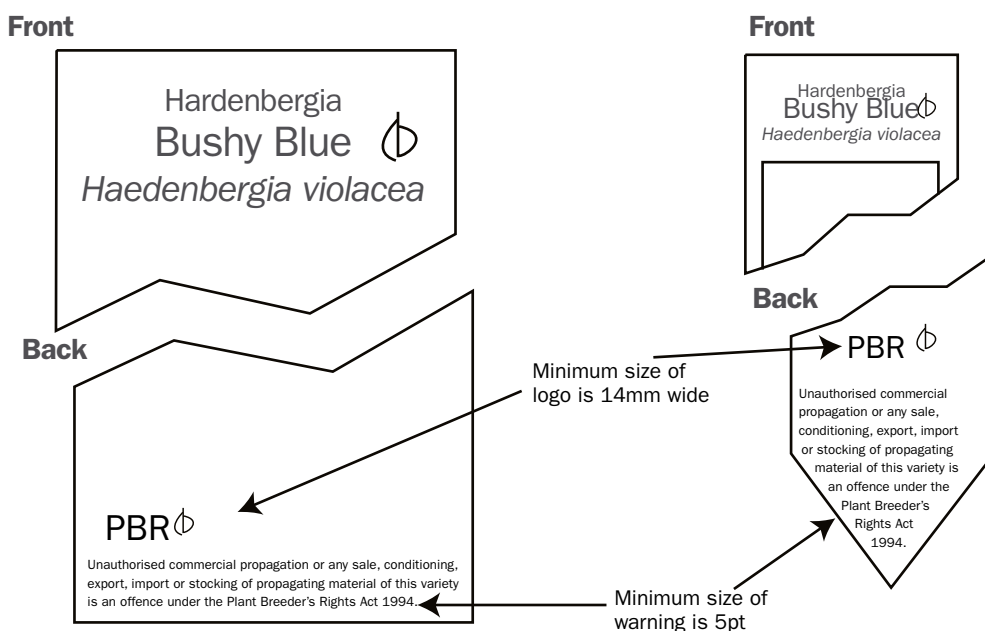 Front
Hardenbergia
Bushy Blue
Haedenbergia violacea
Back
PBR
Unauthorised commercial propagation or any sale, conditioning,
export, import or stocking of propagating material of this variety
is an offence under the Plant Breeder's Rights Act 1994.
Minimum size of
logo is 14mm wide
Minimum size of
warning is 5pt
Front
Hardenbergia
Bushy Blue
Haedenbergia violacea
Back
PBR
Unauthorised commercial
propagation or any sale,
conditioning, export, import
or stocking of propagating
material of this variety is
an offence under the
Plant Breeder's
Rights Act
1994.